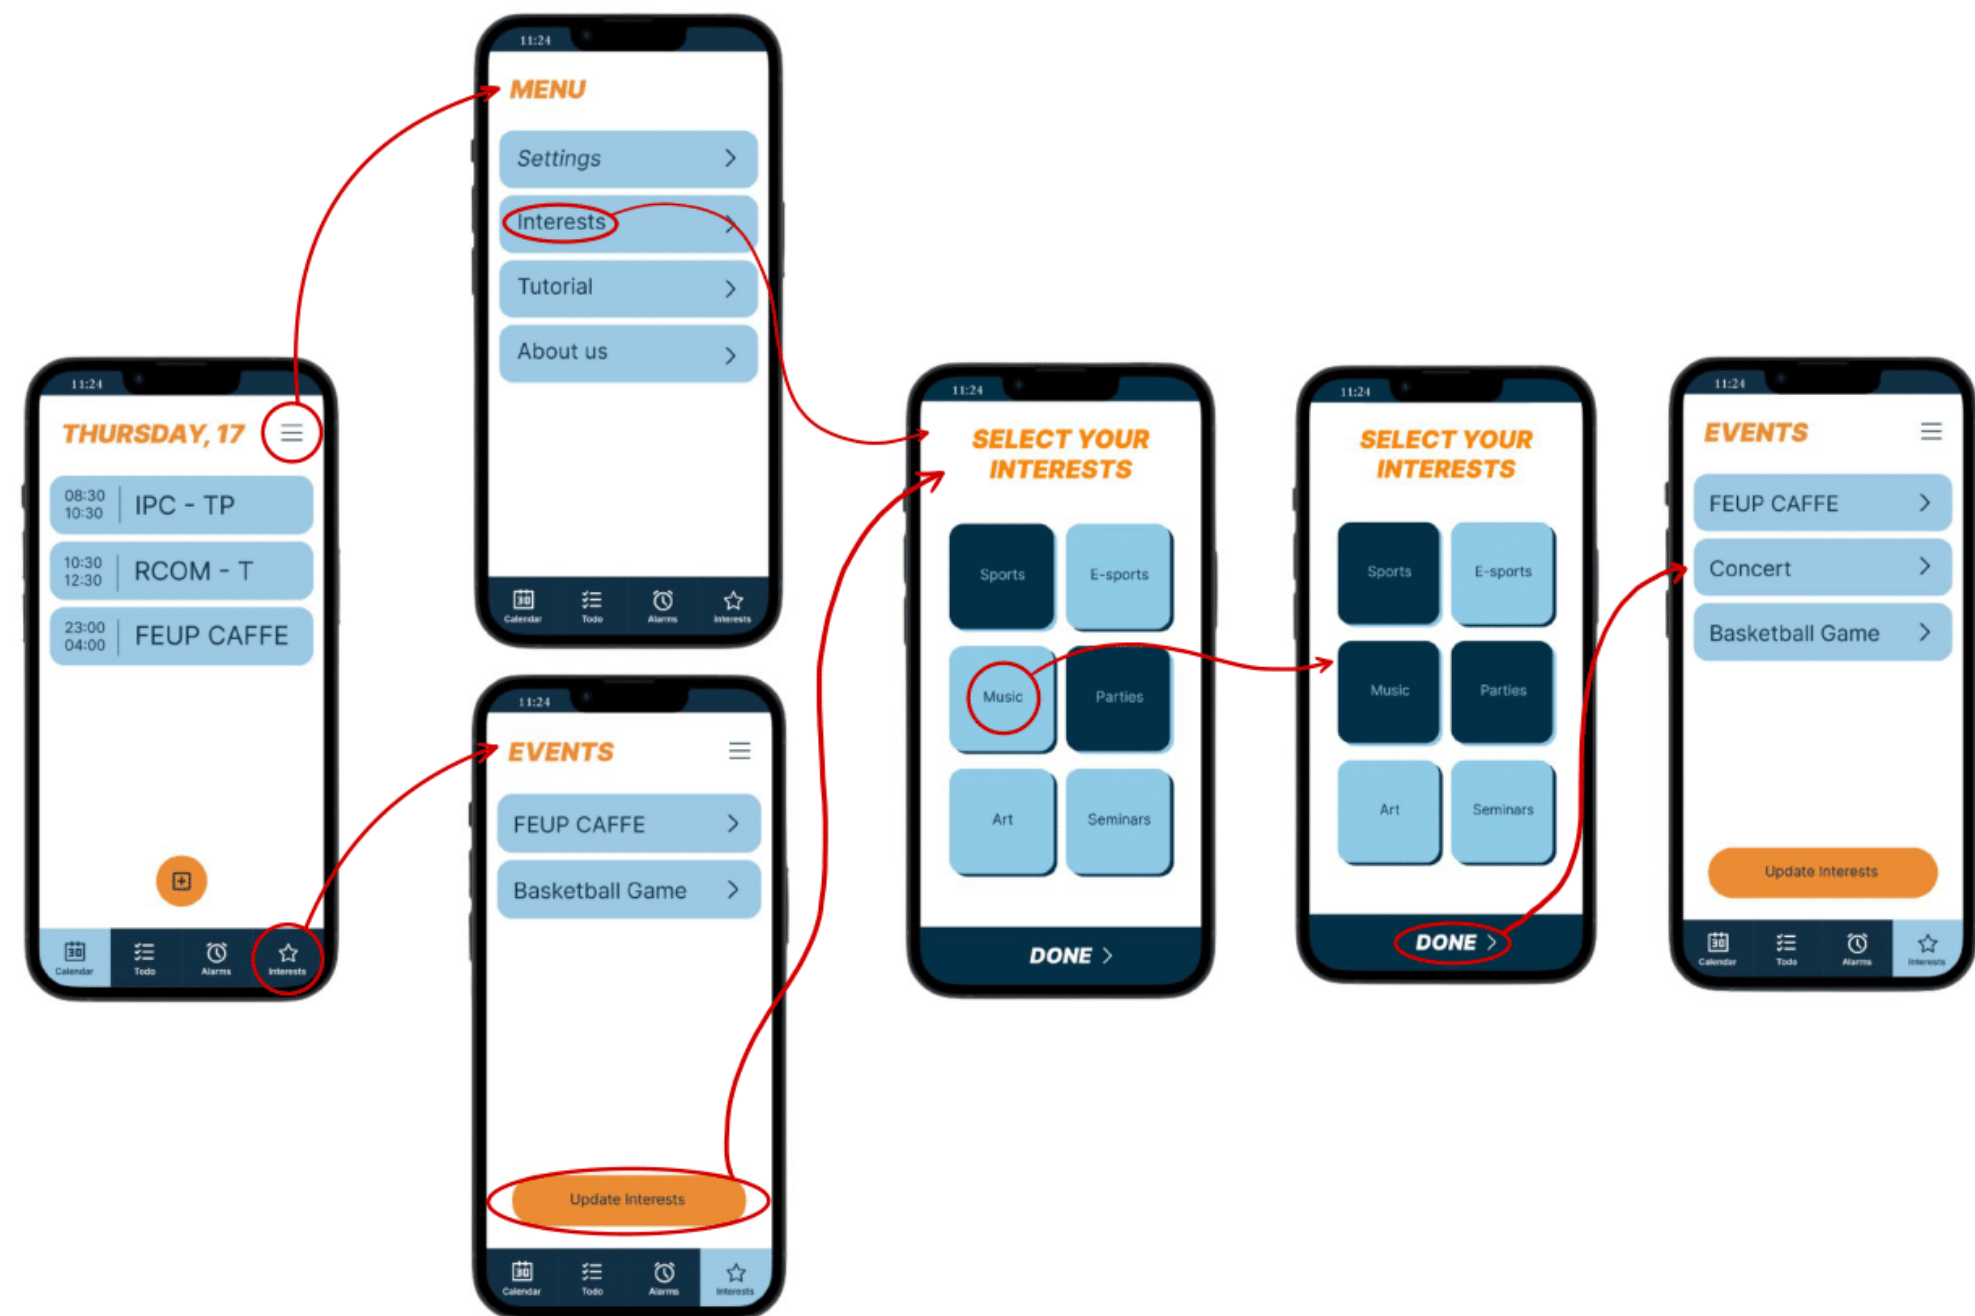 11:24
THURSDAY, 17
08:30
10:30
IPC - TP
10:30
12:30
RCOM - T
23:00
04:00
FEUP CAFFE
Calendar
Todo
Alarms
Interests
11:24
MENU
Settings
Interests
Tutorial
About us
30
Calendar
Todo
Alarms
Interests
11:24
EVENTS
FEUP CAFFE
Basketball Game
Update Interests
Calendar
Todo
Alarms
Interests
11:24
SELECT YOUR
INTERESTS
Sports
E-sports
Music
Parties
Art
Seminars
DONE >
11:24
SELECT YOUR
INTERESTS
Sports
E-sports
Music
Parties
Art
Seminars
DONE >
11:24
EVENTS
FEUP CAFFE
Concert
Basketball Game
Update Interests
30
Calendar
Todo
Alarms
Interests